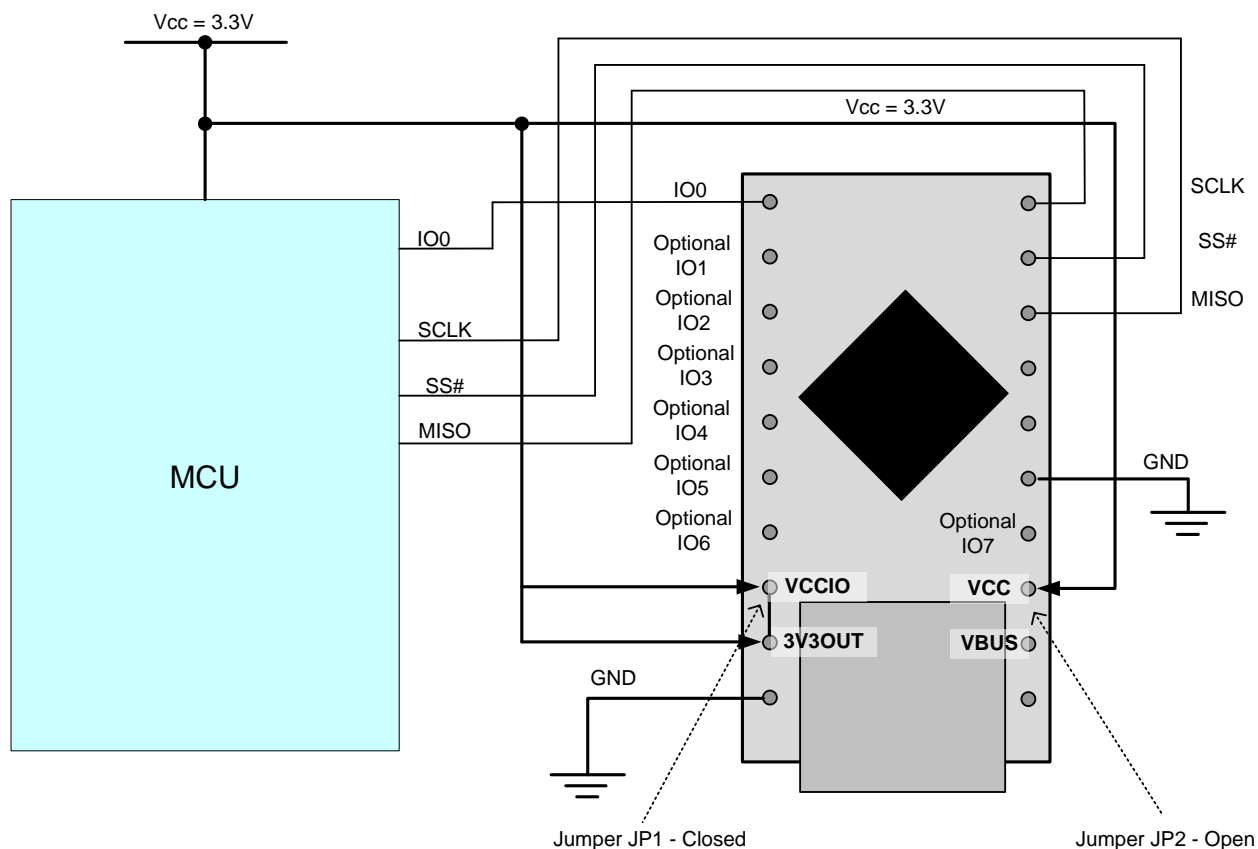 Vcc = 3.3V
Vcc = 3.3V
IO0
SCLK
IO0
SS#
Optional
IO1
Optional
IO2
MISO
SCLK
Optional
IO3
SS#
Optional
IO4
MISO
MCU
Optional
IO5
GND
Optional
IO6
Optional
IO7
VCCIO
VCC
3V3OUT
VBUS
GND
Jumper JP1 - Closed
Jumper JP2 - Open